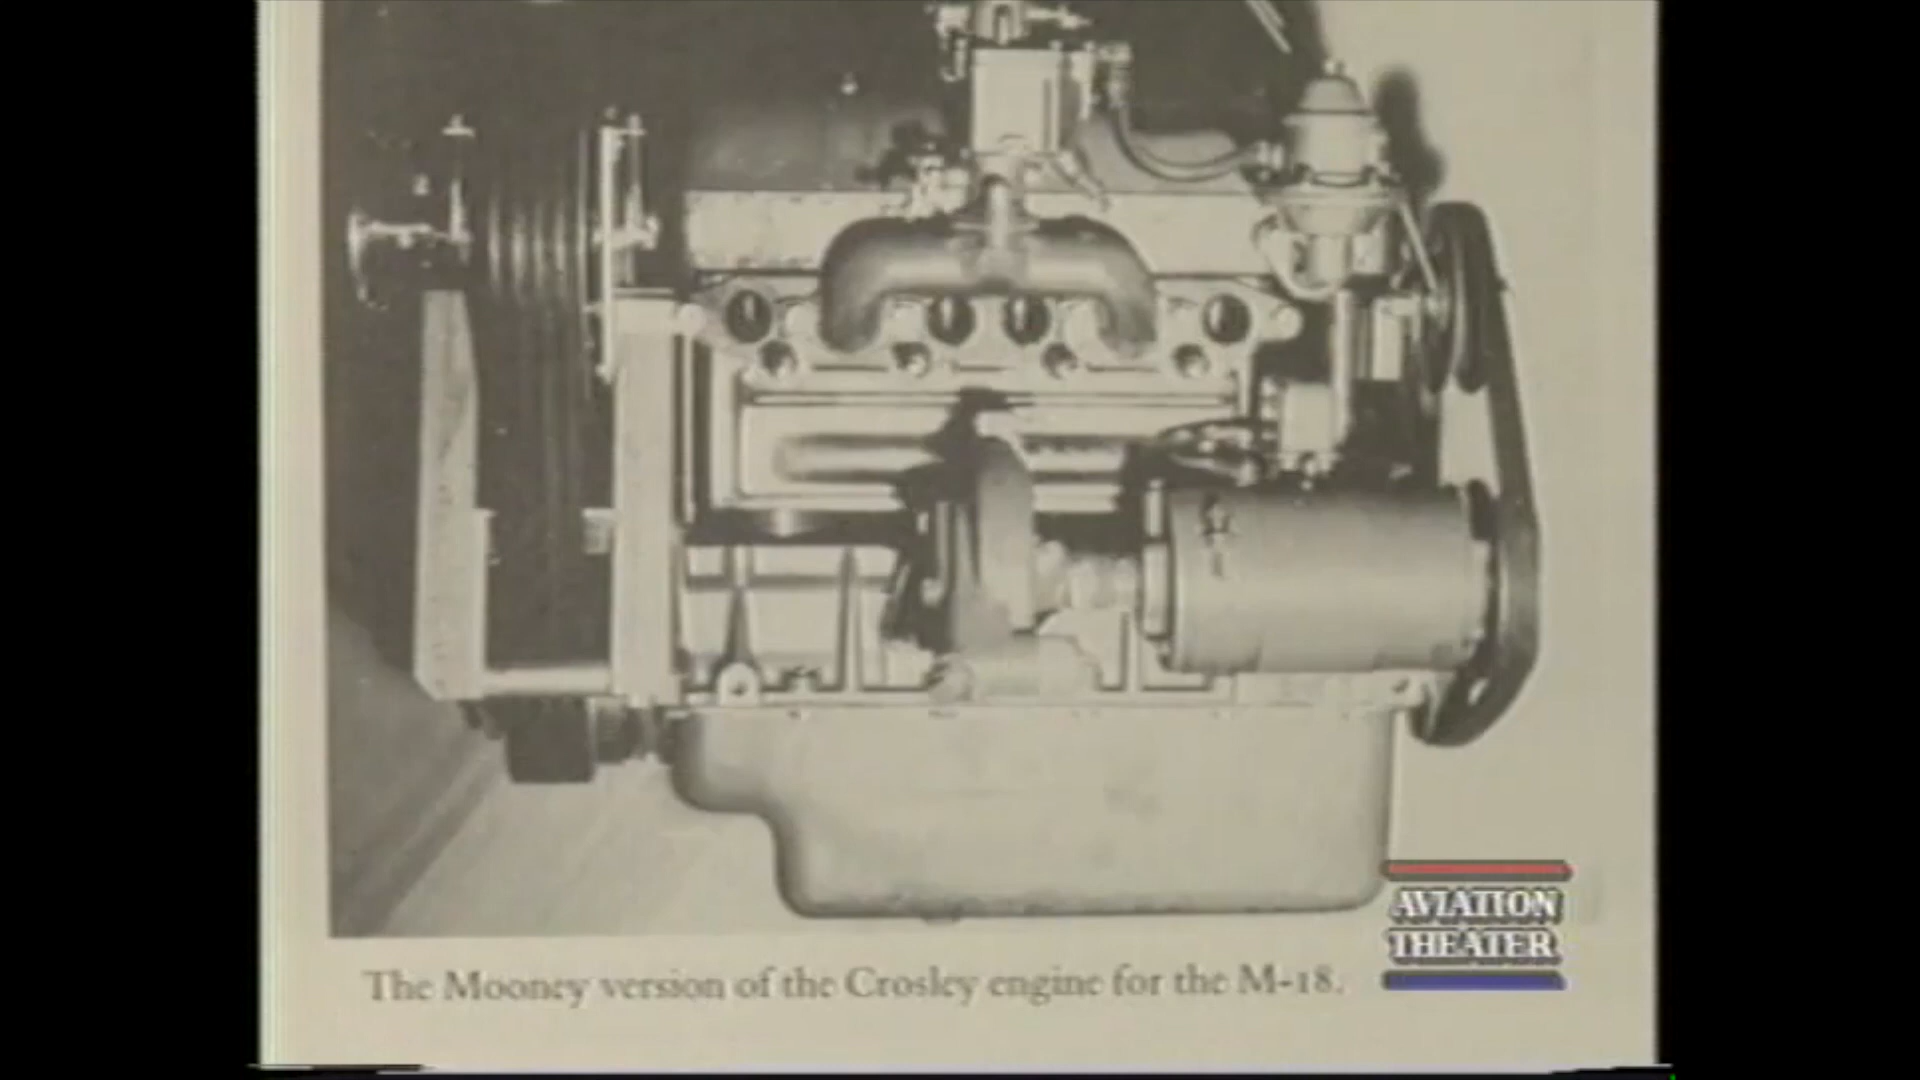 The Mooney version of the Crosley engine for the M-18.
AVIATION
THEATER